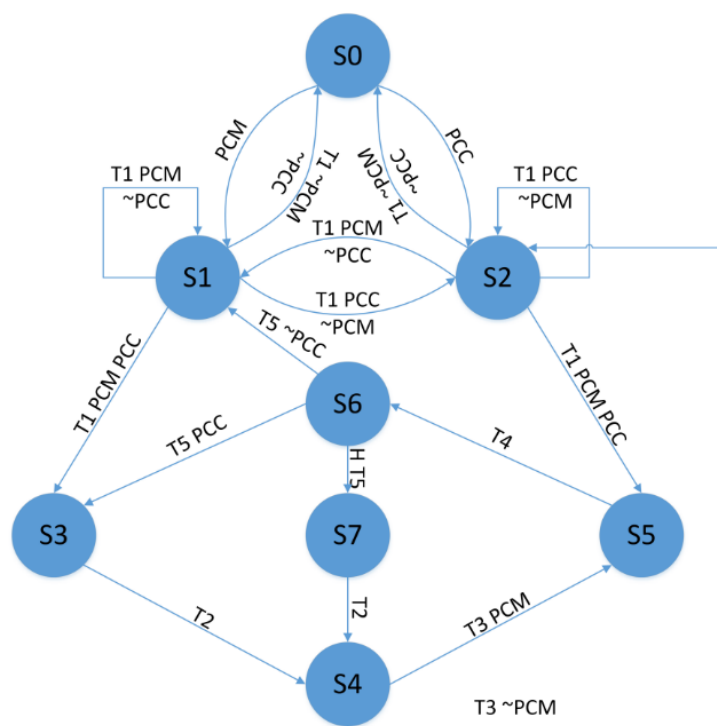 S0
PCM
T1 ~PCM
~PCC
T1 ~PCM
~PCC
PCC
T1 PCM
~PCC
T1 PCC
~PCM
T1 PCM
~PCC
S1
S2
T1 PCC
~PCM
T5 ~PCC
T1 PCM PCC
T1 PCM PCC
S6
T5 PCC
T4
H T5
S3
S7
S5
T2
T2
T3 PCM
S4
T3 ~PCM